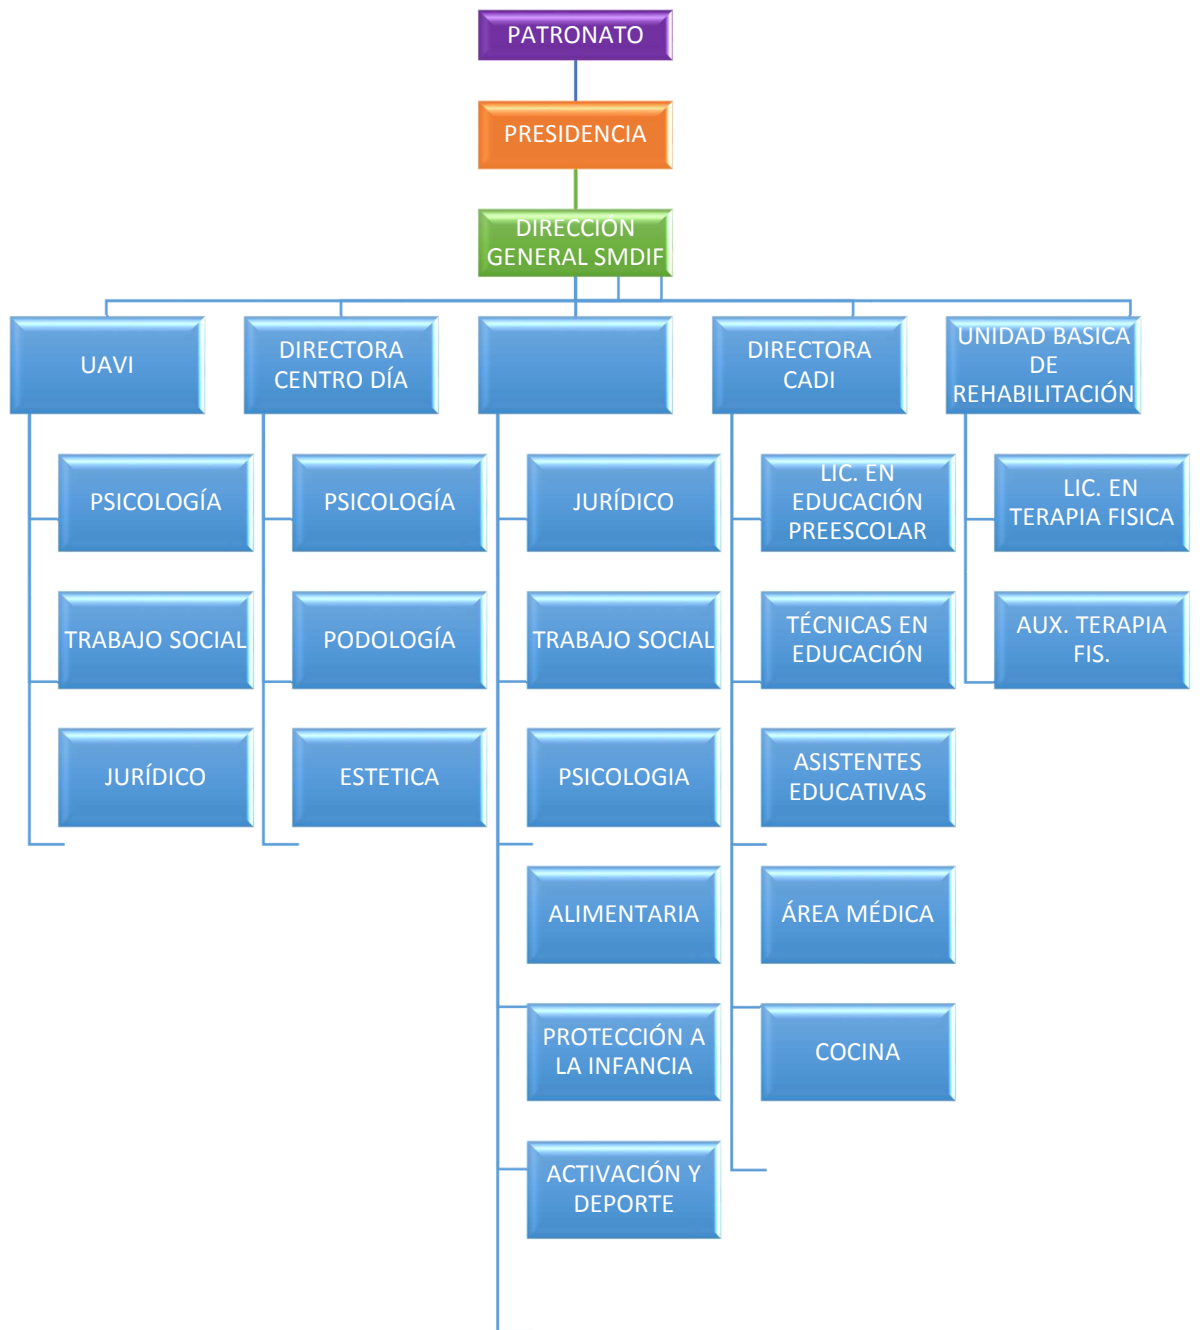 PATRONATO
PRESIDENCIA
DIRECCIÓN
GENERAL SMDIF
UAVI
DIRECTORA
CENTRO DÍA
DIRECTORA
CADI
UNIDAD BASICA
DE
REHABILITACIÓN
PSICOLOGÍA
PSICOLOGÍA
JURÍDICO
LIC. EN
EDUCACIÓN
PREESCOLAR
LIC. EN
TERAPIA FISICA
TRABAJO SOCIAL
PODOLOGÍA
TRABAJO SOCIAL
TÉCNICAS EN
EDUCACIÓN
AUX. TERAPIA
FIS.
JURÍDICO
ESTETICA
PSICOLOGIA
ASISTENTES
EDUCATIVAS
ALIMENTARIA
ÁREA MÉDICA
PROTECCIÓN A
LA INFANCIA
COCINA
ACTIVACIÓN Y
DEPORTE